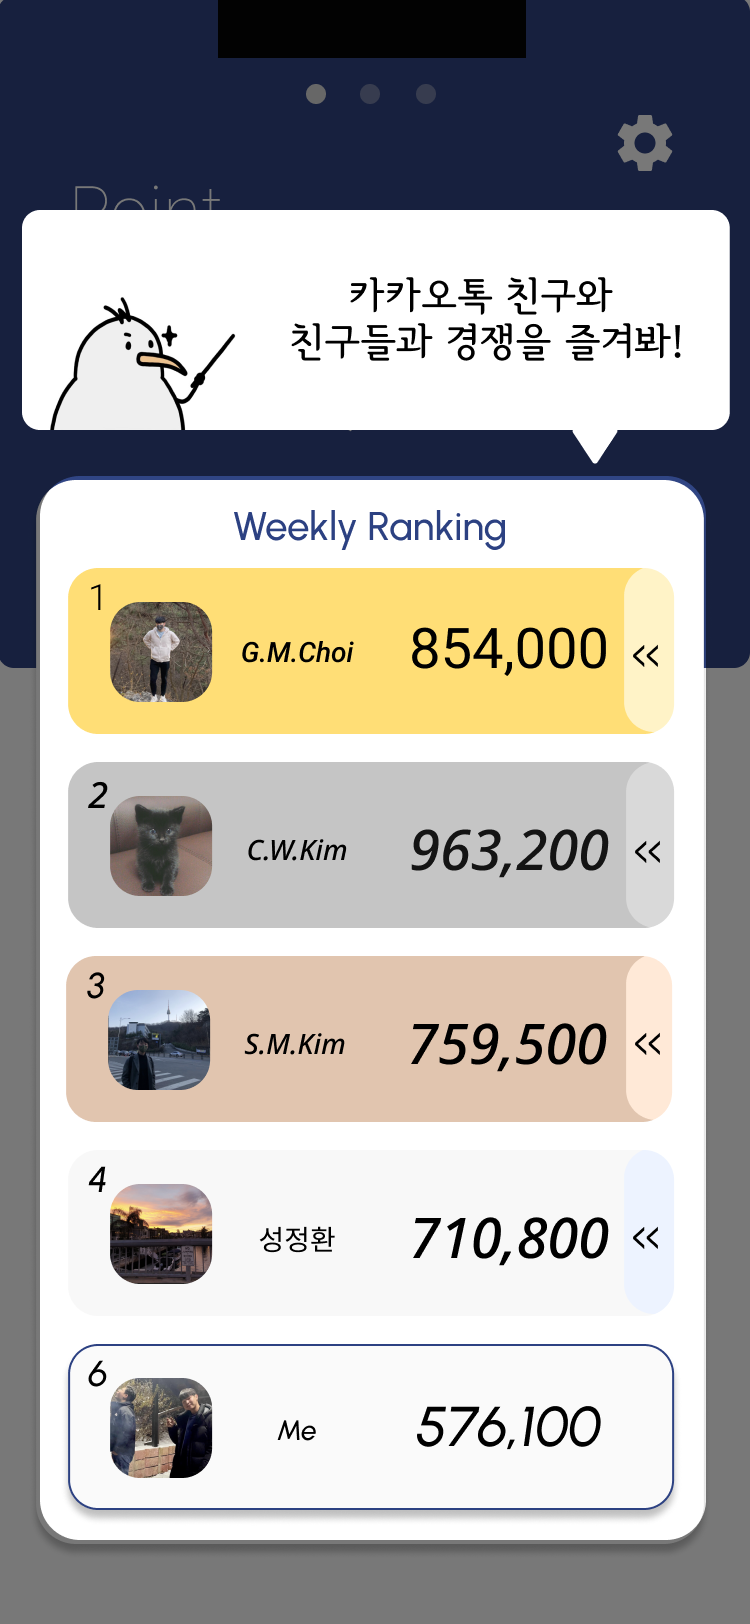 Point
카카오톡 친구와
친구들과 경쟁을 즐겨봐!
Weekly Ranking
1
G.M.Choi
854,000
<<
2
C.W.Kim
963,200
<<
3
S.M.Kim
759,500
<<
4
성정환
710,800
<<
6
Me
576,100